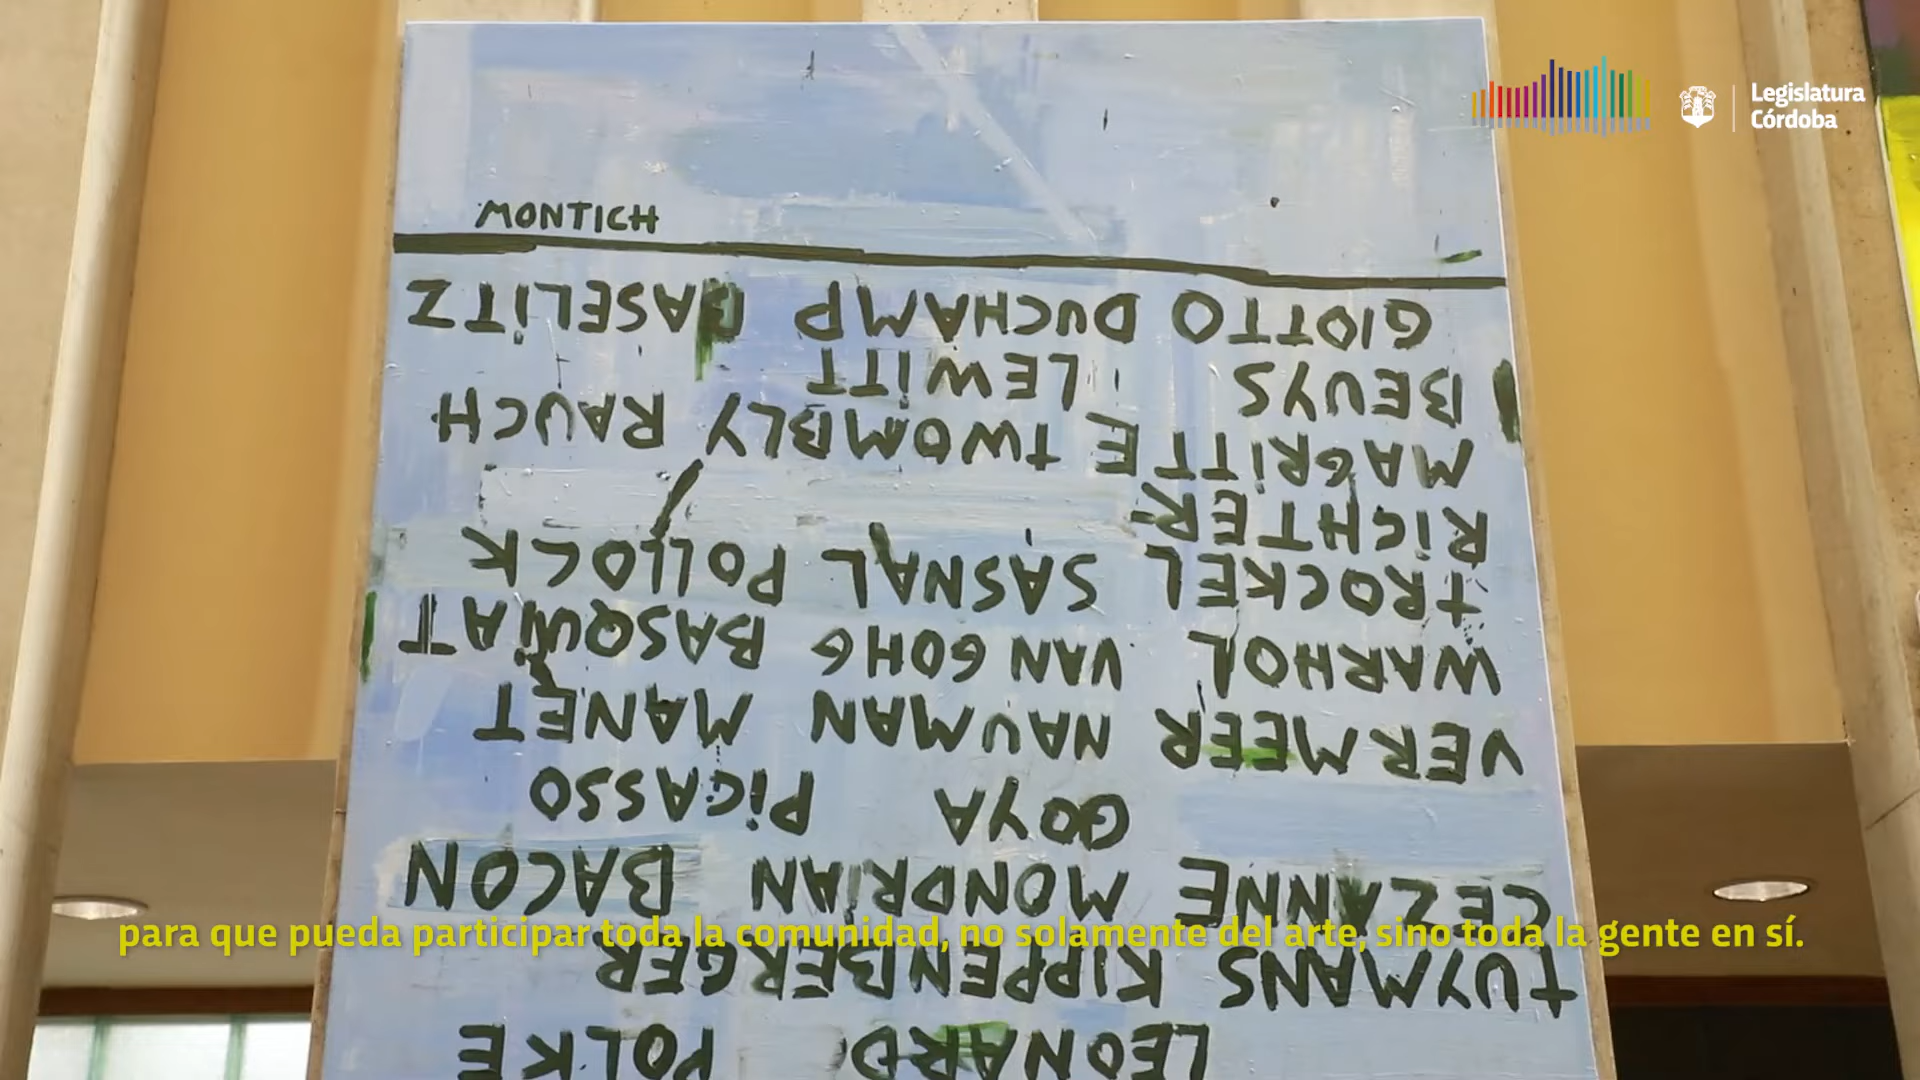 Legislatura
Córdoba
MONTICH
LEONARD POLKE
TUYMANS KIPPENBERGER
CEZANNE MONDRIAN BACON
GOYA PICASSO
VERMEER NAUMAN MANET
WARHOL VAN GOHG BASQUIAT
TROCKEL SASNAL POLLOCK
RICHTER
MAGRITTE TWOMBLY RAUCH
BEUYS LEWITT
GIOTTO DUCHAMP BASELITZ
para que pueda participar toda la comunidad, no solamente del arte, sino toda la gente en sí.